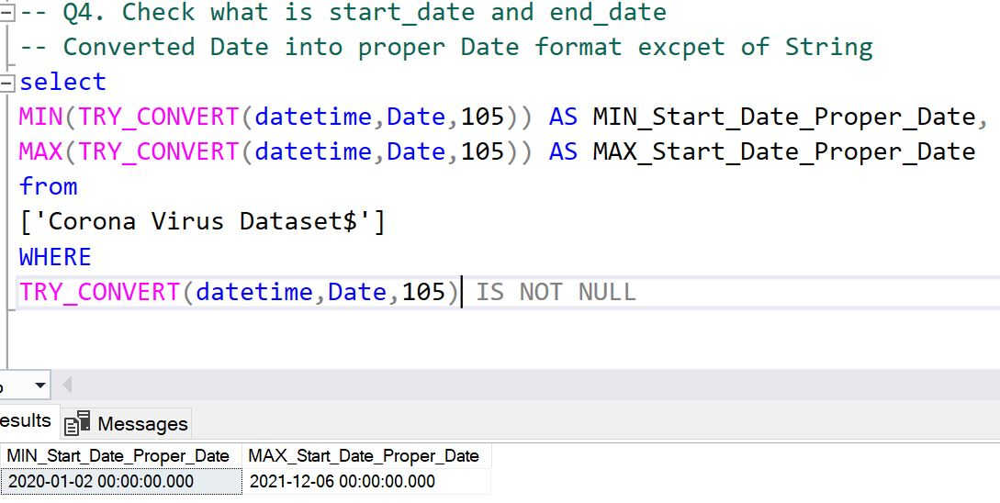 -- Q4. Check what is start_date and end_date
-- Converted Date into proper Date format excpet of String
select
MIN(TRY_CONVERT(datetime,Date,105)) AS MIN_Start_Date_Proper_Date,
MAX(TRY_CONVERT(datetime,Date,105)) AS MAX_Start_Date_Proper_Date
from
['Corona Virus Dataset$']
WHERE
TRY_CONVERT(datetime,Date,105) IS NOT NULL
esults Messages
MIN_Start_Date_Proper_Date MAX_Start_Date_Proper_Date
2020-01-02 00:00:00.000 2021-12-06 00:00:00.000